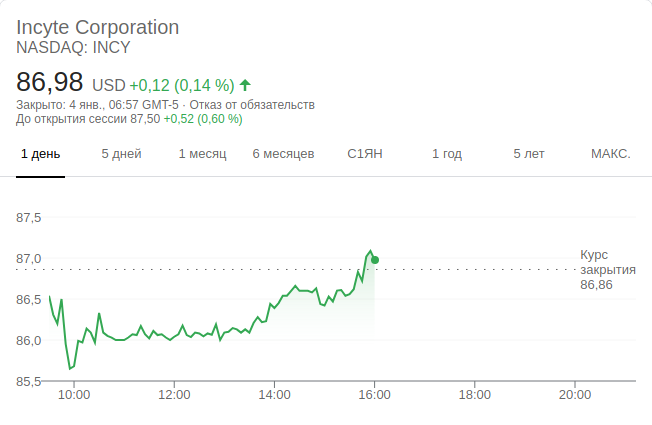 Incyte Corporation
NASDAQ: INCY
86,98 USD +0,12 (0,14 %)
Закрыто: 4 янв., 06:57 GMT-5 · Отказ от обязательств
До открытия сессии 87,50 +0,52 (0,60 %)
1 день 5 дней 1 месяц 6 месяцев С1ЯН 1 год 5 лет МАКС.
87,5
87,0
Курс
закрытия
86,86
86,5
86,0
85,5
10:00 12:00 14:00 16:00 18:00 20:00